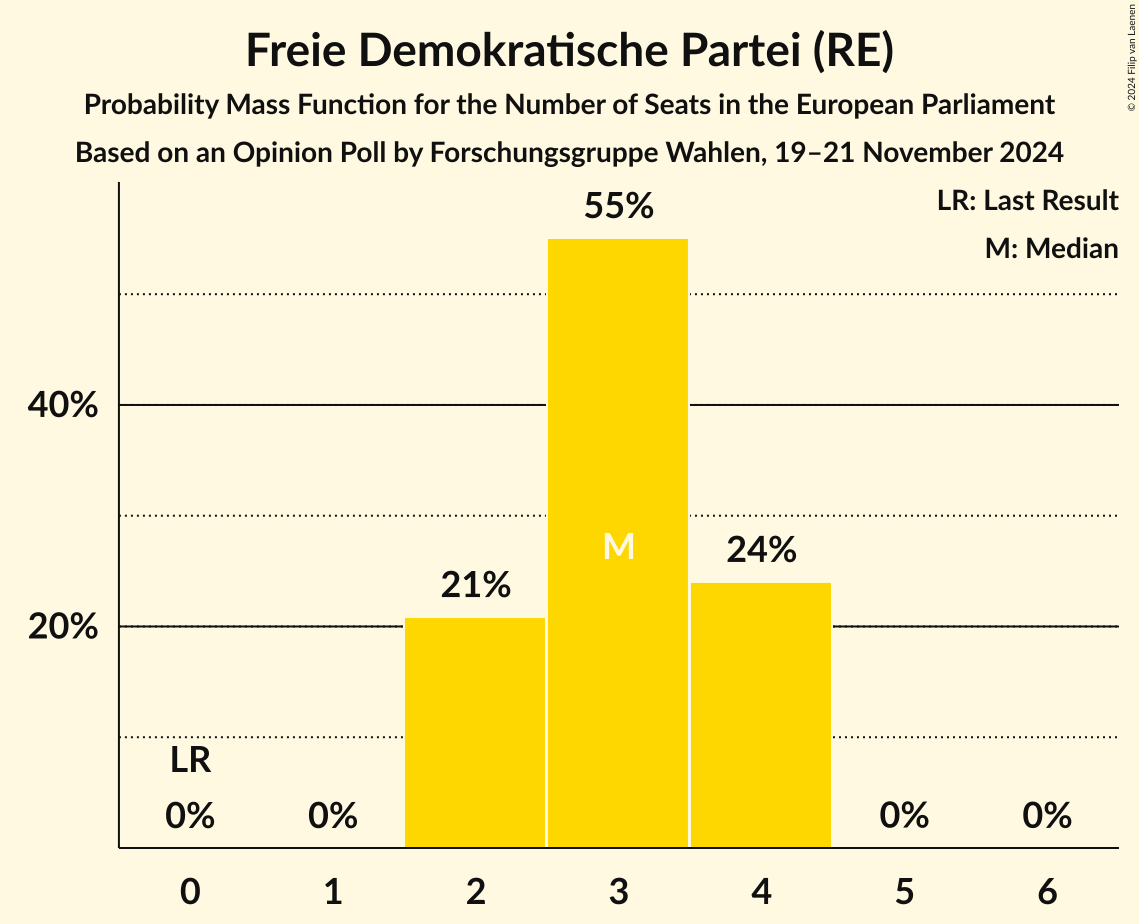 Freie Demokratische Partei (RE)
Probability Mass Function for the Number of Seats in the European Parliament
Based on an Opinion Poll by Forschungsgruppe Wahlen, 19–21 November 2024
© 2024 Filip van Laenen
LR: Last Result
M: Median
55%
40%
M
24%
21%
20%
LR
0%
0%
0%
0%
0 1 2 3 4 5 6